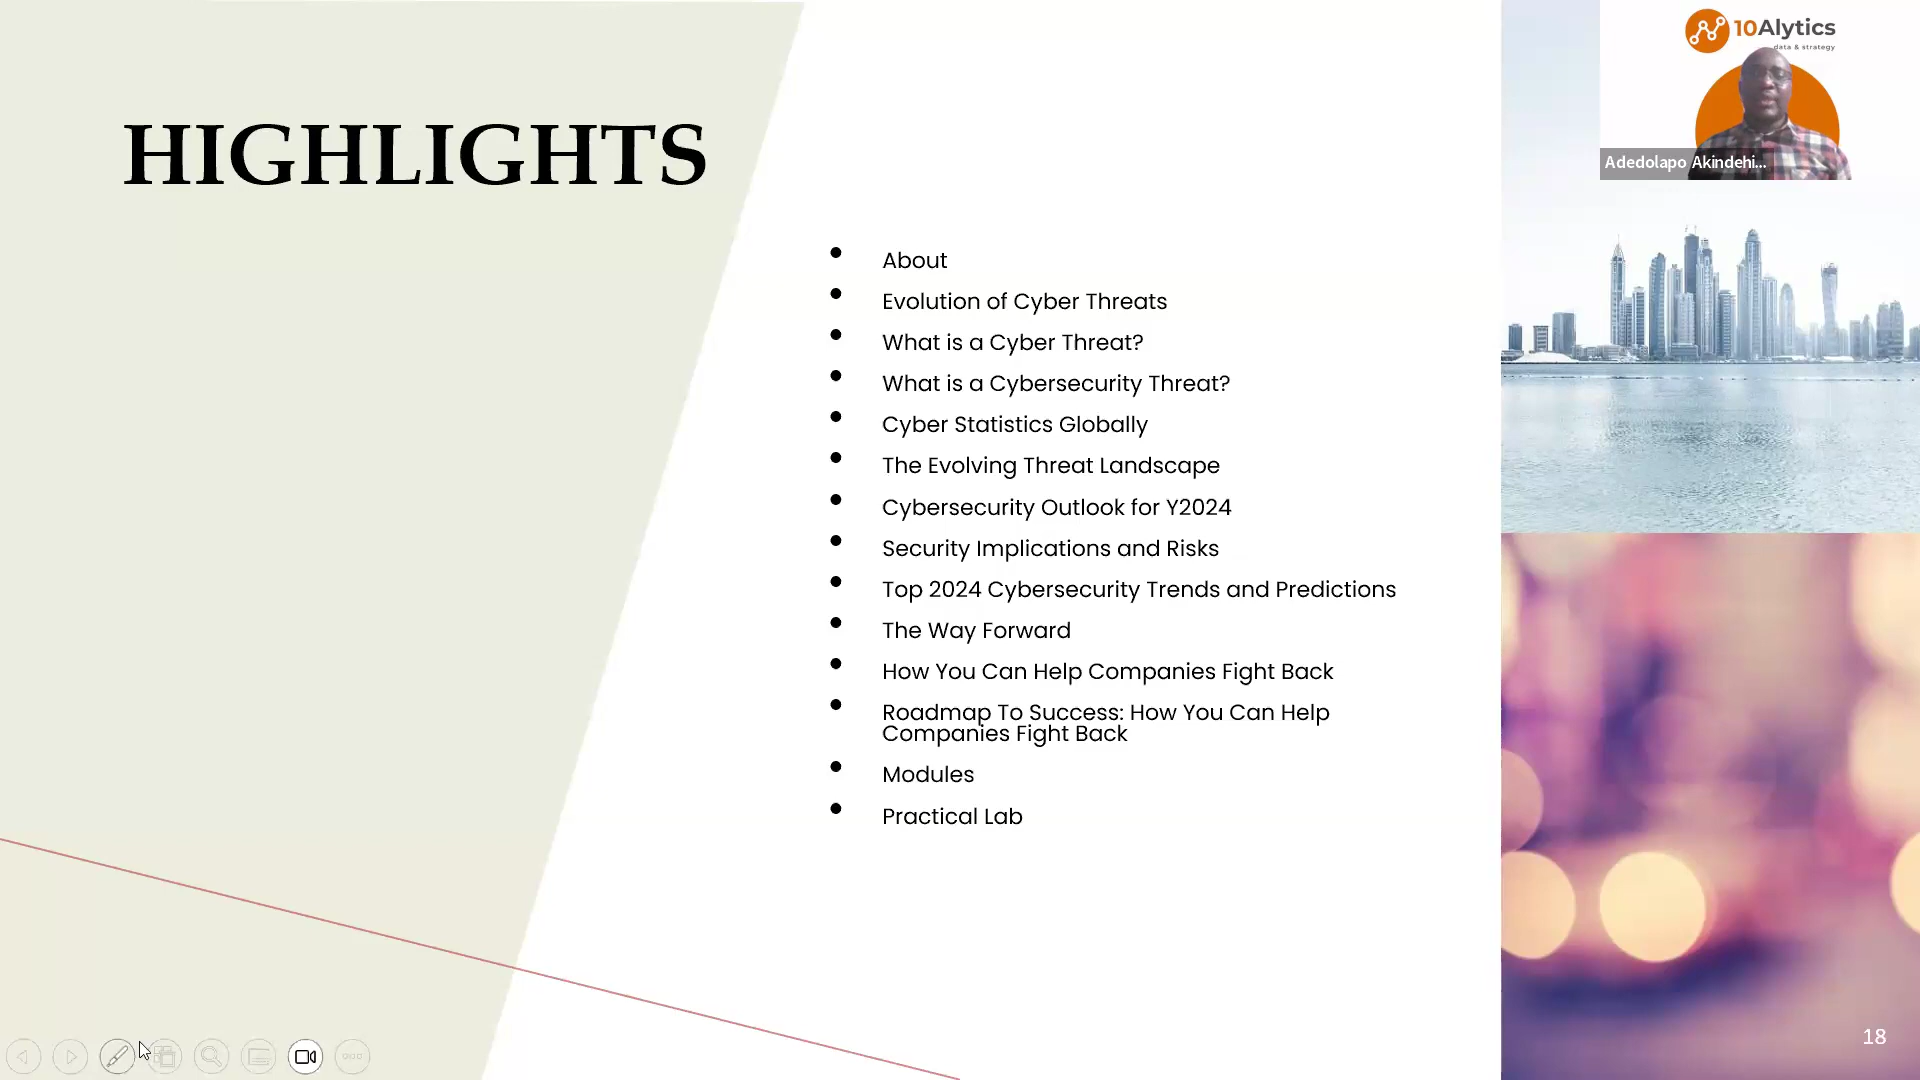 10Alytics
data & strategy
Adedolapo Akindehi...
HIGHLIGHTS
About
Evolution of Cyber Threats
What is a Cyber Threat?
What is a Cybersecurity Threat?
Cyber Statistics Globally
The Evolving Threat Landscape
Cybersecurity Outlook for Y2024
Security Implications and Risks
Top 2024 Cybersecurity Trends and Predictions
The Way Forward
How You Can Help Companies Fight Back
Roadmap To Success: How You Can Help
Companies Fight Back
Modules
Practical Lab
18